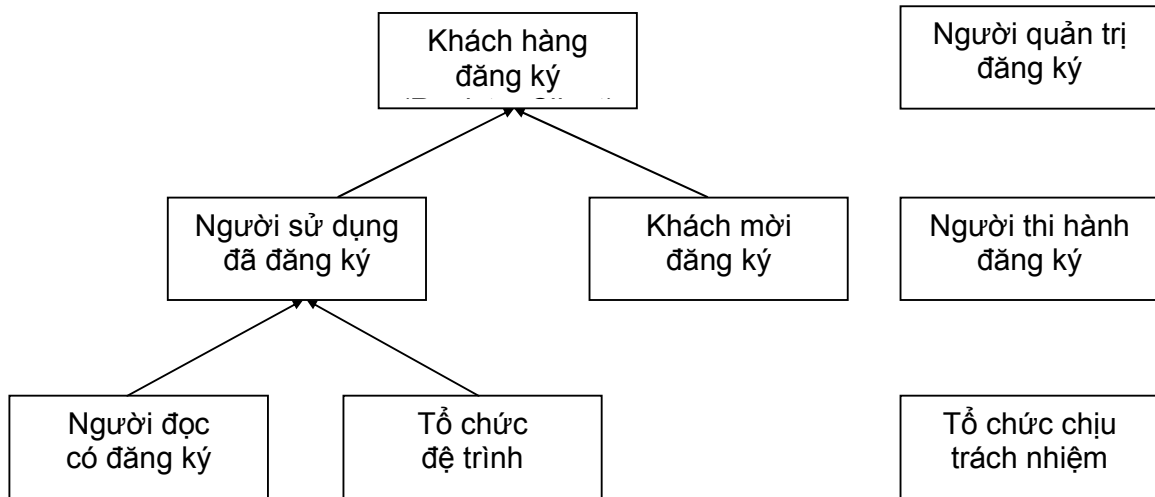 Khách hàng
đăng ký
Người quản trị
đăng ký
Người sử dụng
đã đăng ký
Khách mời
đăng ký
Người thi hành
đăng ký
Người đọc
có đăng ký
Tổ chức
đệ trình
Tổ chức chịu
trách nhiệm